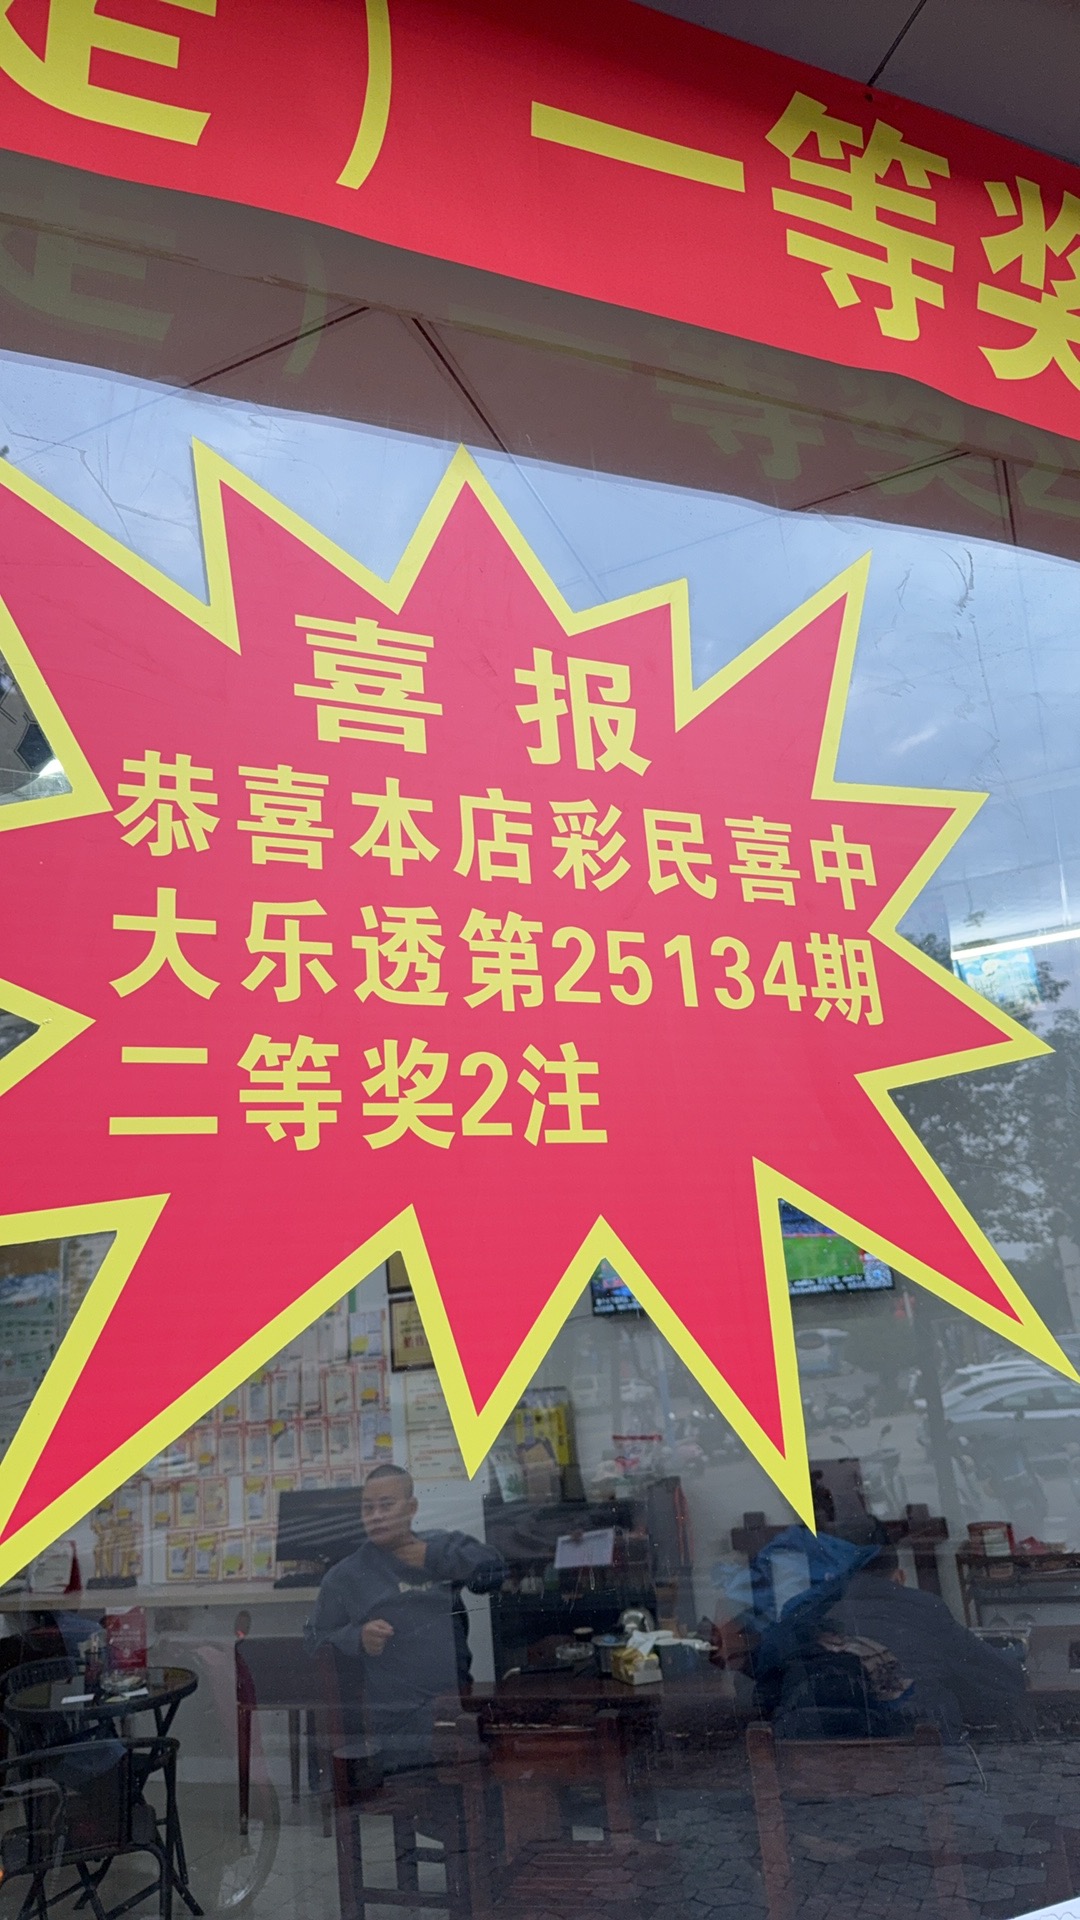 ）一等奖
喜报
恭喜本店彩民喜中
大乐透第25134期
二等奖2注